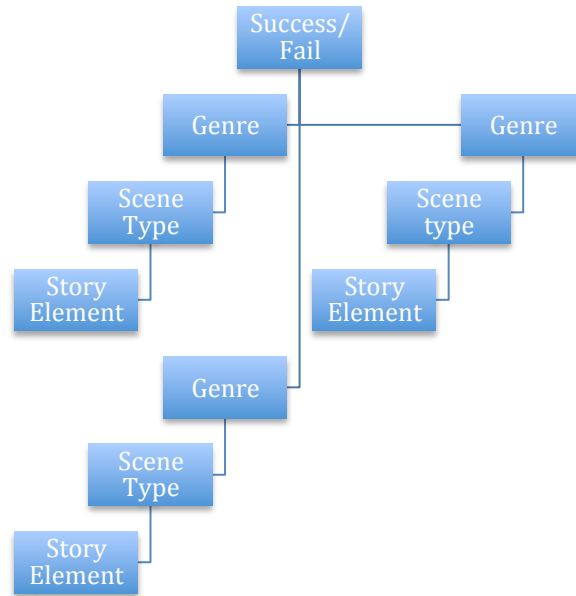 Success/
Fail
Genre
Genre
Scene
Type
Scene
type
Story
Element
Story
Element
Genre
Scene
Type
Story
Element